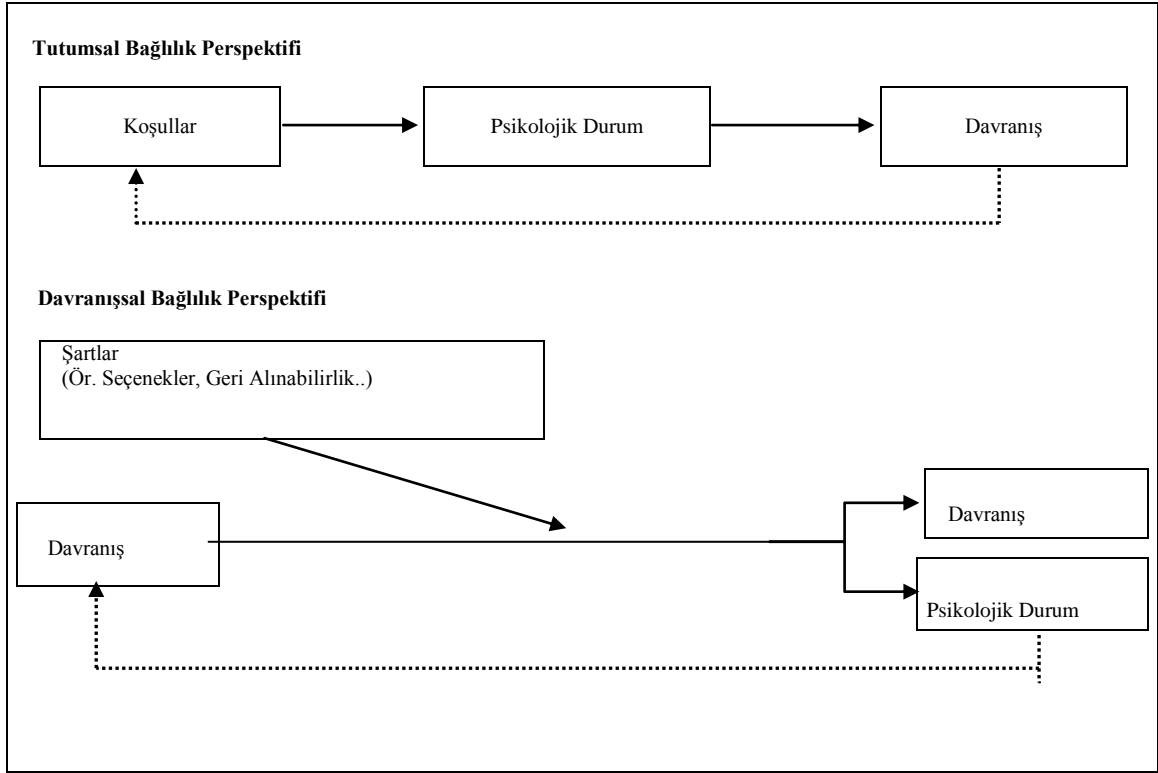 Tutumsal Bağlılık Perspektifi
Koşullar
Psikolojik Durum
Davranış
Davranışsal Bağlılık Perspektifi
Şartlar
(Ör. Seçenekler, Geri Alınabilirlik..)
Davranış
Davranış
Psikolojik Durum